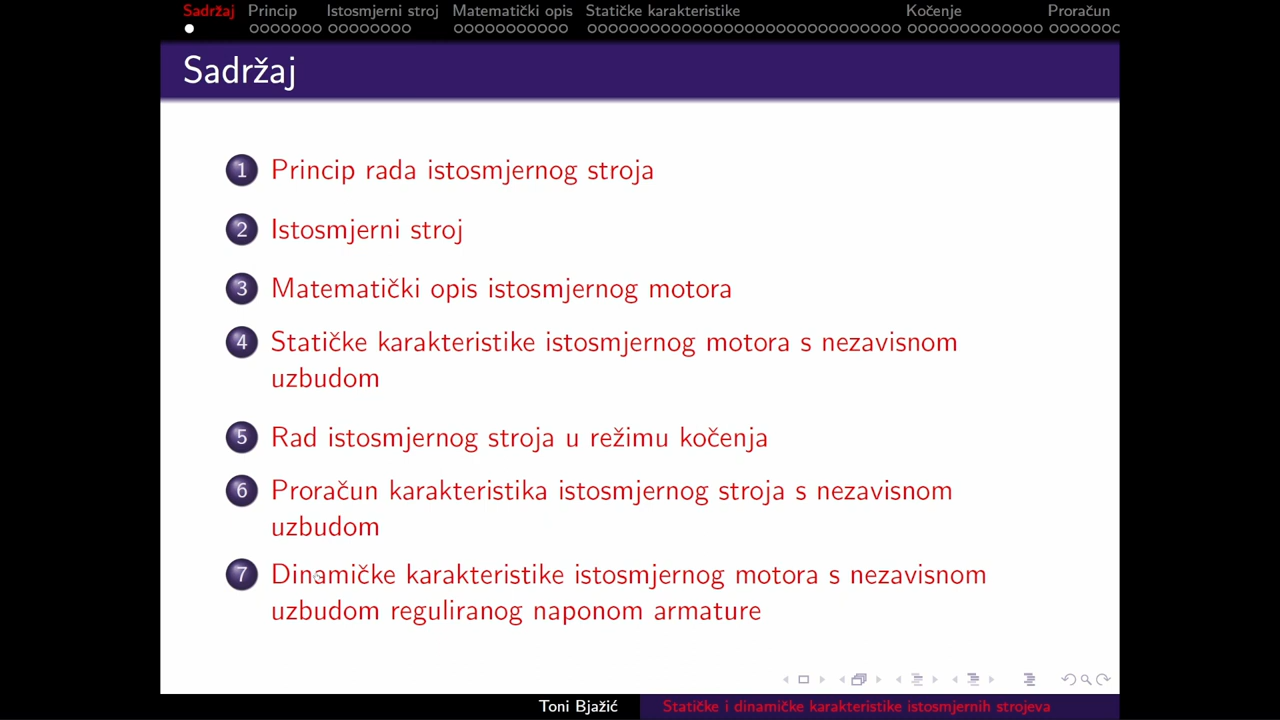 Sadržaj Princip Istosmjerni stroj Matematički opis Statičke karakteristike Kočenje Proračun
Sadržaj
1 Princip rada istosmjernog stroja
2 Istosmjerni stroj
3 Matematički opis istosmjernog motora
4 Statičke karakteristike istosmjernog motora s nezavisnom
uzbudom
5 Rad istosmjernog stroja u režimu kočenja
6 Proračun karakteristika istosmjernog stroja s nezavisnom
uzbudom
7 Dinamičke karakteristike istosmjernog motora s nezavisnom
uzbudom reguliranog naponom armature
Toni Bjažić Statičke i dinamičke karakteristike istosmjernih strojeva